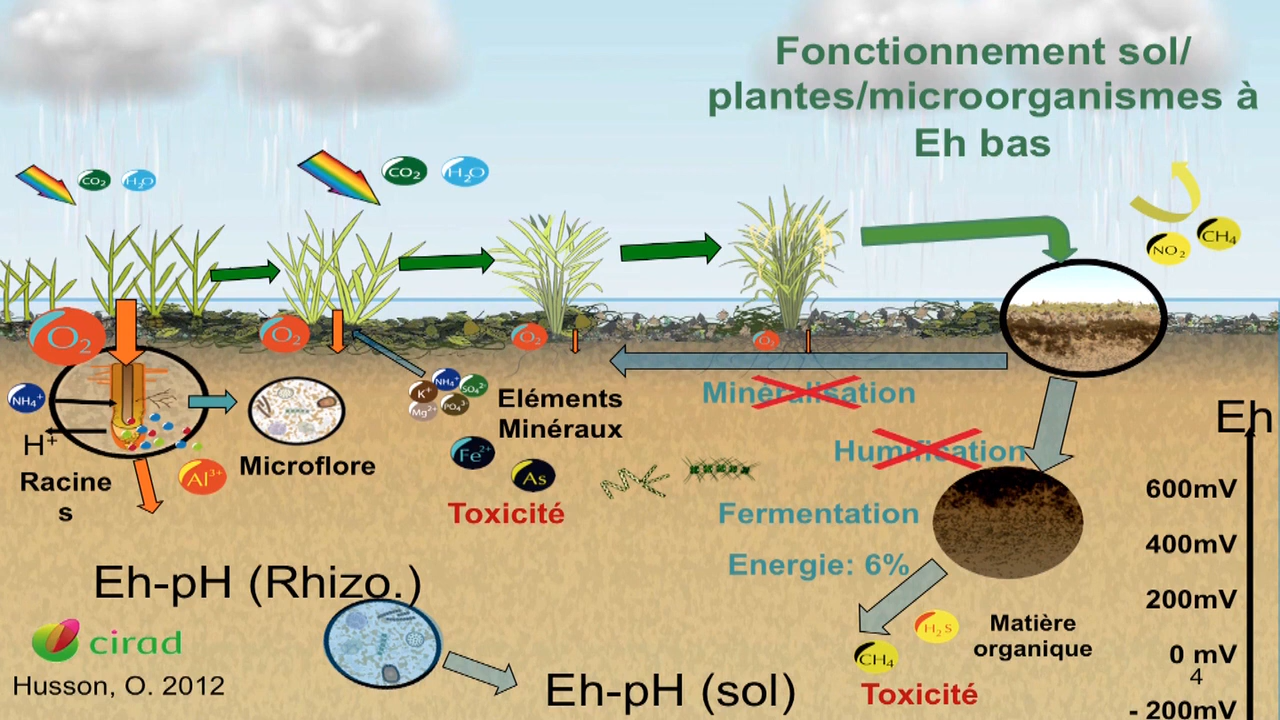 Fonctionnement sol/
plantes/microorganismes à
Eh bas
CO₂ H₂O
CO₂ H₂O
NO₂ CH₄
O₂ O₂ O₂ O₂
NH₄⁺
H⁺
Racine
s
Al³⁺
Microflore
K⁺ NH₄⁺ SO₄²⁻
Mg²⁺ PO₄³⁻
Eléments
Minéraux
Fe²⁺
As
Toxicité
Minéralisation
Humification
Fermentation
Energie: 6%
Eh
600mV
400mV
200mV
0 mV
4
- 200mV
H₂S
CH₄
Matière
organique
Toxicité
Eh-pH (Rhizo.)
cirad
Husson, O. 2012
Eh-pH (sol)